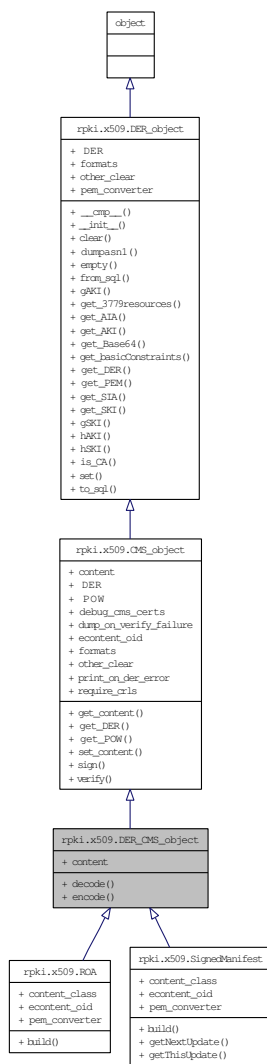 object
rpki.x509.DER_object
+ DER
+ formats
+ other_clear
+ pem_converter
+ __cmp__()
+ __init__()
+ clear()
+ dumpasn1()
+ empty()
+ from_sql()
+ gAKI()
+ get_3779resources()
+ get_AIA()
+ get_AKI()
+ get_Base64()
+ get_basicConstraints()
+ get_DER()
+ get_PEM()
+ get_SIA()
+ get_SKI()
+ gSKI()
+ hAKI()
+ hSKI()
+ is_CA()
+ set()
+ to_sql()
rpki.x509.CMS_object
+ content
+ DER
+ POW
+ debug_cms_certs
+ dump_on_verify_failure
+ econtent_oid
+ formats
+ other_clear
+ print_on_der_error
+ require_crls
+ get_content()
+ get_DER()
+ get_POW()
+ set_content()
+ sign()
+ verify()
rpki.x509.DER_CMS_object
+ content
+ decode()
+ encode()
rpki.x509.ROA
+ content_class
+ econtent_oid
+ pem_converter
+ build()
rpki.x509.SignedManifest
+ content_class
+ econtent_oid
+ pem_converter
+ build()
+ getNextUpdate()
+ getThisUpdate()